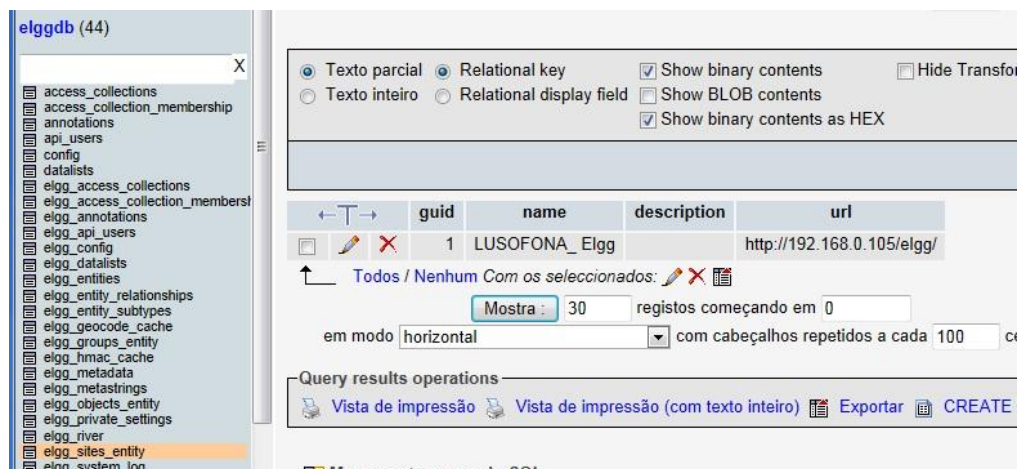 elggdb (44)
X
access_collections
access_collection_membership
annotations
api_users
config
datalists
elgg_access_collections
elgg_access_collection_membersh
elgg_annotations
elgg_api_users
elgg_config
elgg_datalists
elgg_entities
elgg_entity_relationships
elgg_entity_subtypes
elgg_geocode_cache
elgg_groups_entity
elgg_hmac_cache
elgg_metadata
elgg_metastrings
elgg_objects_entity
elgg_private_settings
elgg_river
elgg_sites_entity
elgg_system_log
Texto parcial Relational key Show binary contents Hide Transfor
Texto inteiro Relational display field Show BLOB contents
Show binary contents as HEX
←T→ guid name description url
1 LUSOFONA_ Elgg http://192.168.0.105/elgg/
Todos / Nenhum Com os seleccionados:
Mostra : 30 registos começando em 0
em modo horizontal com cabeçalhos repetidos a cada 100 ce
Query results operations
Vista de impressão Vista de impressão (com texto inteiro) Exportar CREATE